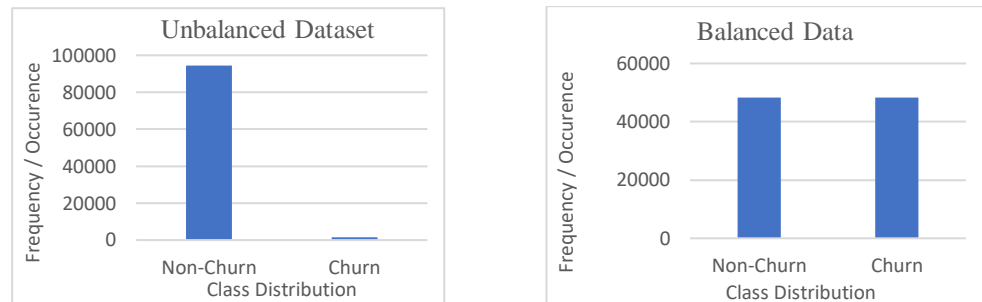 Unbalanced Dataset
Frequency / Occurence
100000
80000
60000
40000
20000
0
Non-Churn Churn
Class Distribution
Balanced Data
Frequency / Occurence
60000
40000
20000
0
Non-Churn Churn
Class Distribution